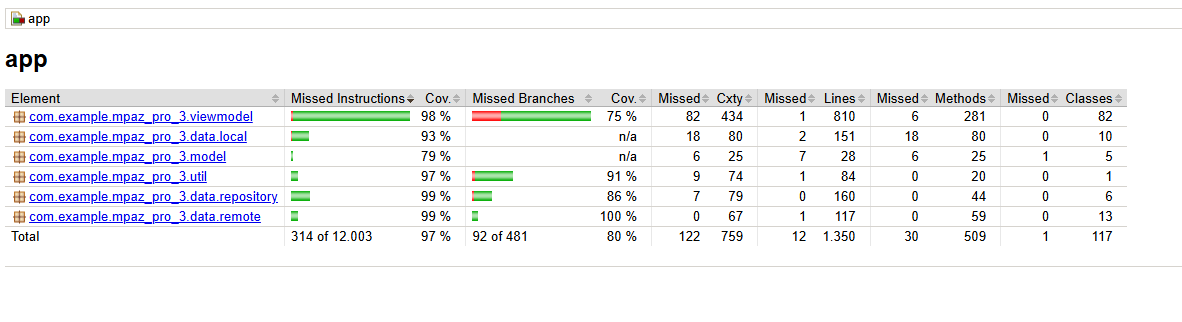 app
app
Element Missed Instructions Cov. Missed Branches Cov. Missed Cxty Missed Lines Missed Methods Missed Classes
com.example.mpaz_pro_3.viewmodel 98 % 75 % 82 434 1 810 6 281 0 82
com.example.mpaz_pro_3.data.local 93 % n/a 18 80 2 151 18 80 0 10
com.example.mpaz_pro_3.model 79 % n/a 6 25 7 28 6 25 1 5
com.example.mpaz_pro_3.util 97 % 91 % 9 74 1 84 0 20 0 1
com.example.mpaz_pro_3.data.repository 99 % 86 % 7 79 0 160 0 44 0 6
com.example.mpaz_pro_3.data.remote 99 % 100 % 0 67 1 117 0 59 0 13
Total 314 of 12.003 97 % 92 of 481 80 % 122 759 12 1.350 30 509 1 117